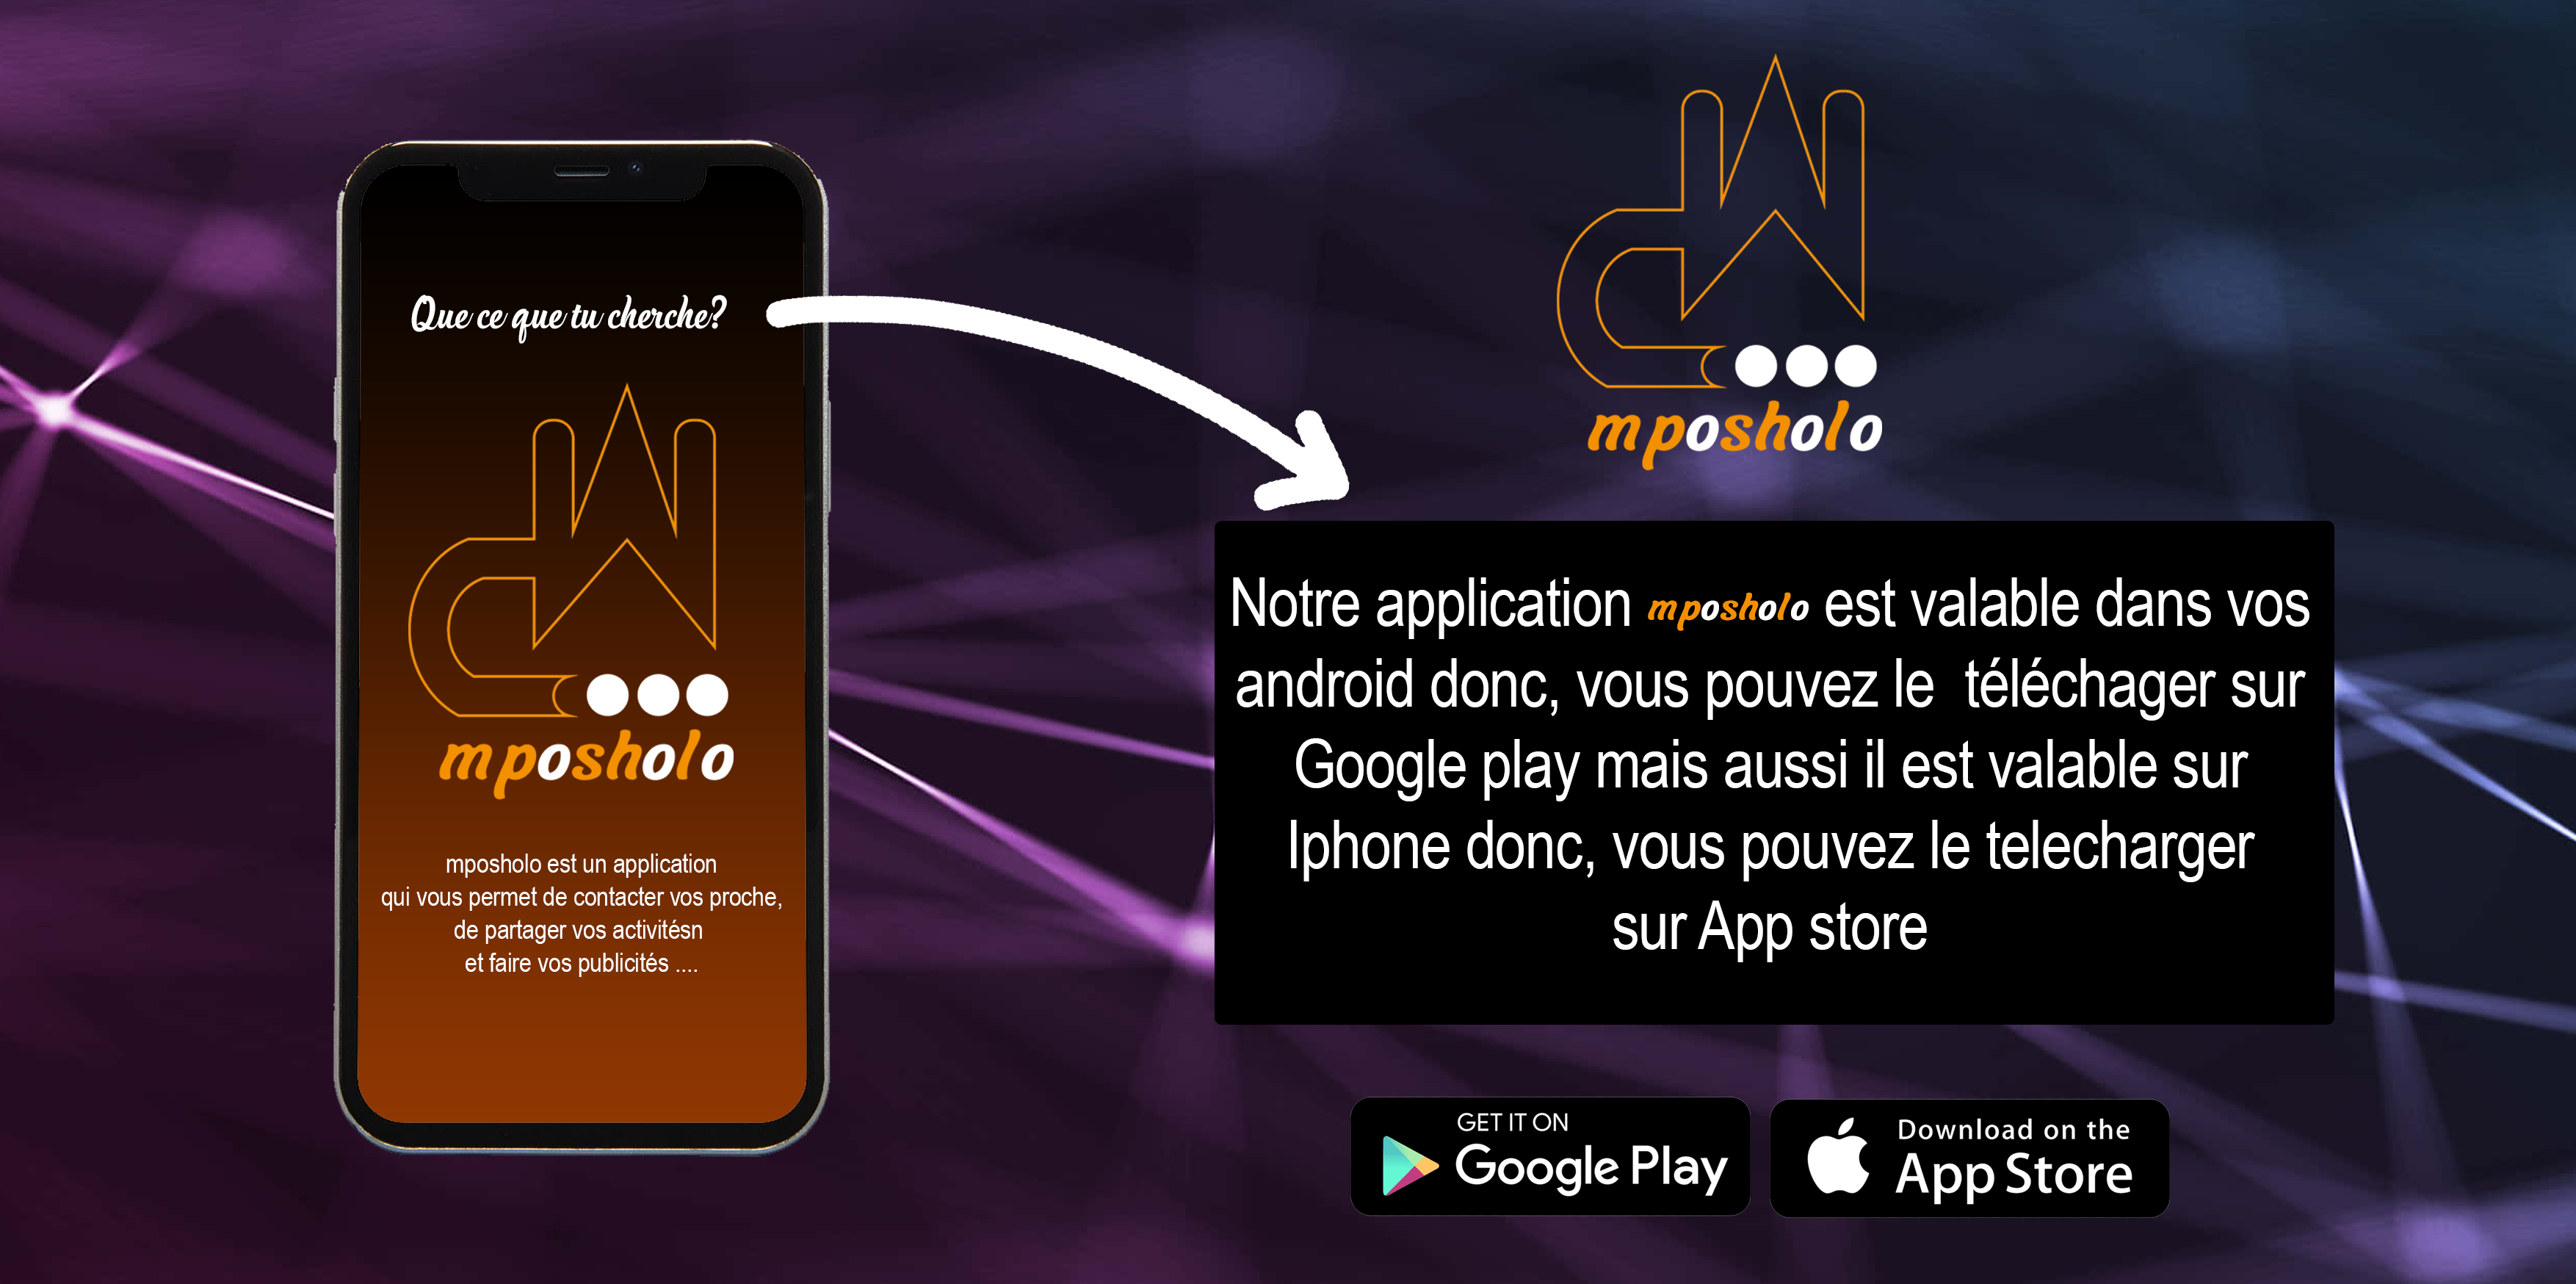 Que ce que tu cherche?
mposholo
mposholo est un application
qui vous permet de contacter vos proche,
de partager vos activitésn
et faire vos publicités ....
mposholo
Notre application mposholo est valable dans vos
android donc, vous pouvez le téléchager sur
Google play mais aussi il est valable sur
Iphone donc, vous pouvez le telecharger
sur App store
GET IT ON
Google Play
Download on the
App Store